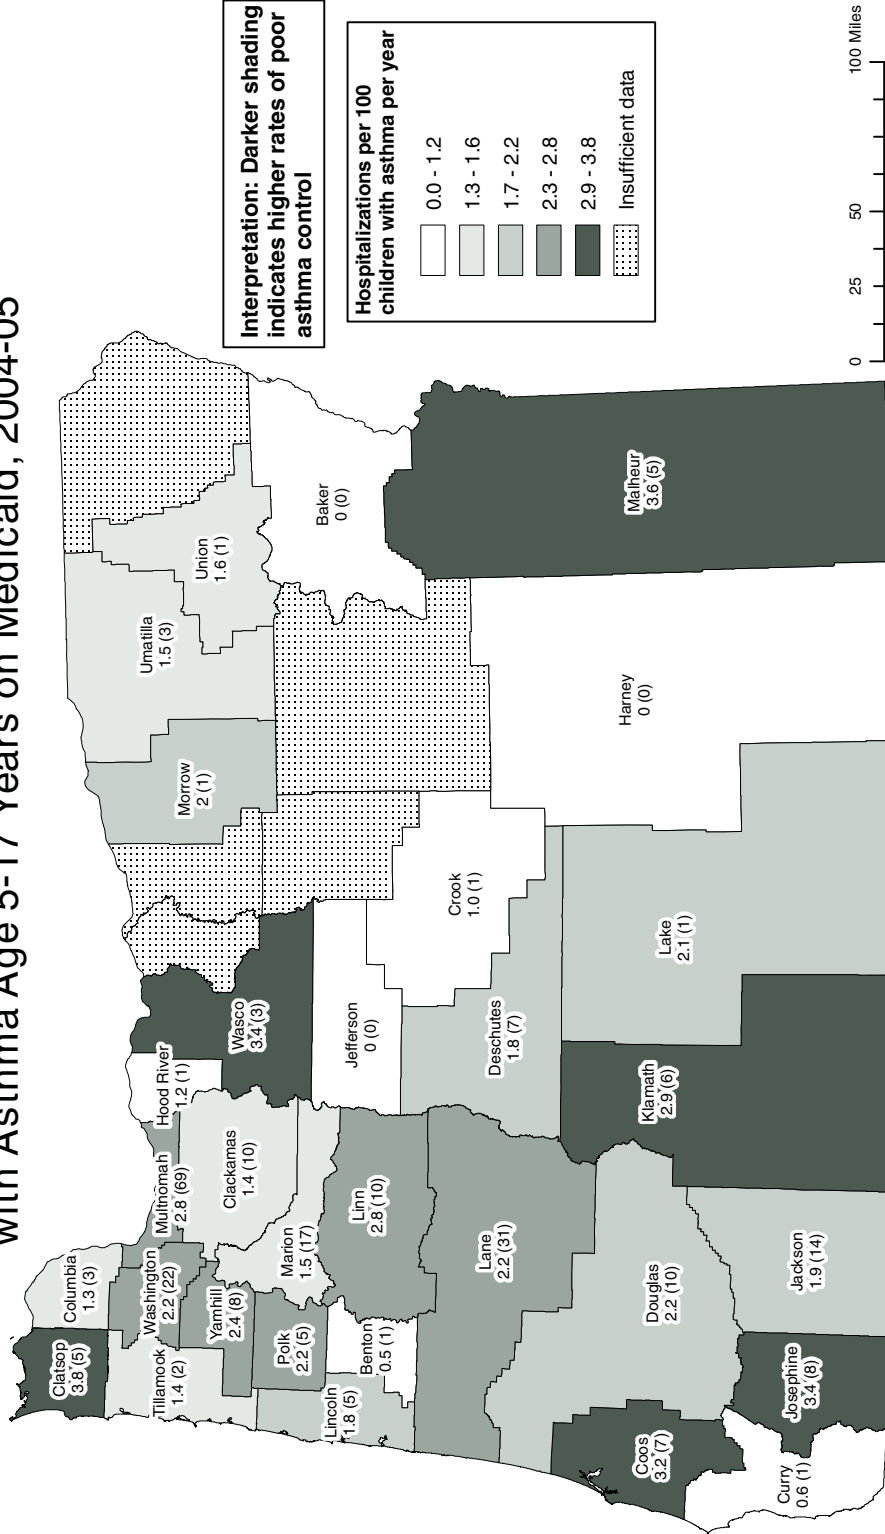 with Asthma Age 5-17 Years on Medicaid, 2004-05
Interpretation: Darker shading
indicates higher rates of poor
asthma control
Hospitalizations per 100
children with asthma per year
0.0 - 1.2
1.3 - 1.6
1.7 - 2.2
2.3 - 2.8
2.9 - 3.8
Insufficient data
0
25
50
100 Miles
Clatsop
3.8 (5)
Columbia
1.3 (3)
Tillamook
1.4 (2)
Washington
2.2 (22)
Multnomah
2.8 (69)
Hood River
1.2 (1)
Yamhill
2.4 (8)
Clackamas
1.4 (10)
Wasco
3.4 (3)
Morrow
2 (1)
Umatilla
1.5 (3)
Union
1.6 (1)
Baker
0 (0)
Polk
2.2 (5)
Marion
1.5 (17)
Lincoln
1.8 (5)
Benton
0.5 (1)
Linn
2.8 (10)
Jefferson
0 (0)
Crook
1.0 (1)
Deschutes
1.8 (7)
Lane
2.2 (31)
Douglas
2.2 (10)
Coos
3.2 (7)
Curry
0.6 (1)
Josephine
3.4 (8)
Jackson
1.9 (14)
Klamath
2.9 (6)
Lake
2.1 (1)
Harney
0 (0)
Malheur
3.6 (5)